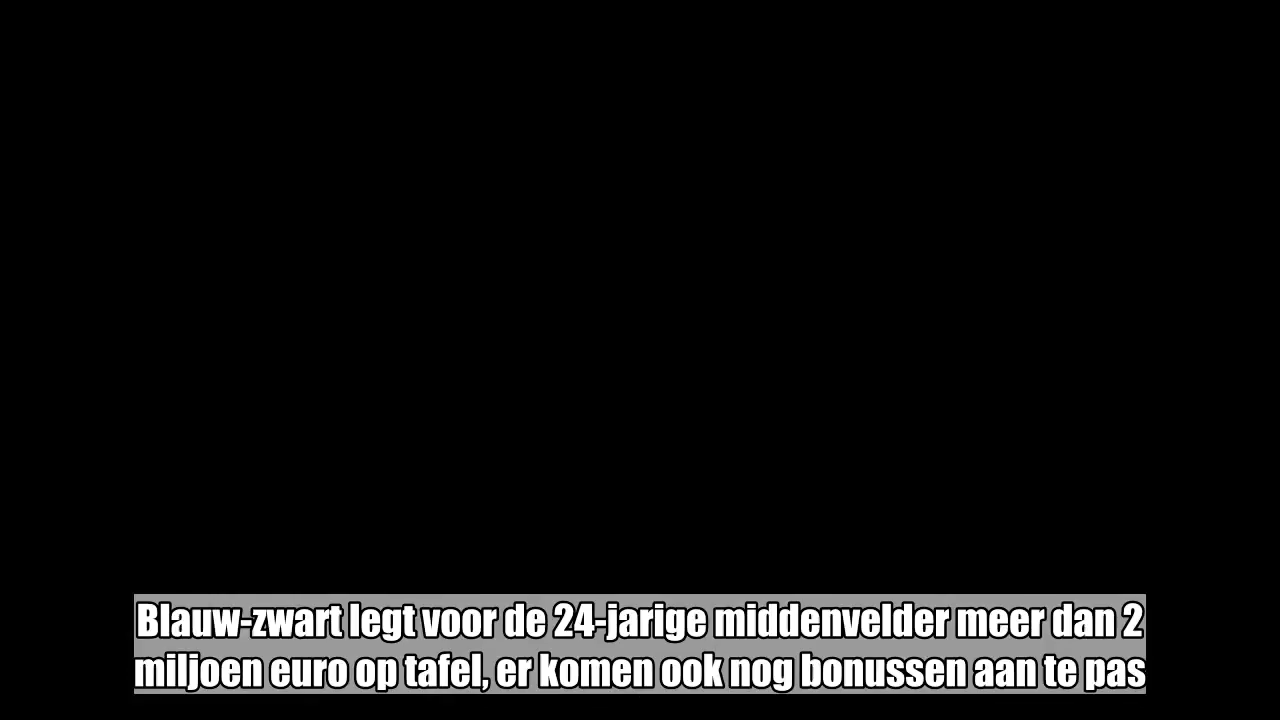 Blauw-zwart legt voor de 24-jarige middenvelder meer dan 2
miljoen euro op tafel, er komen ook nog bonussen aan te pas